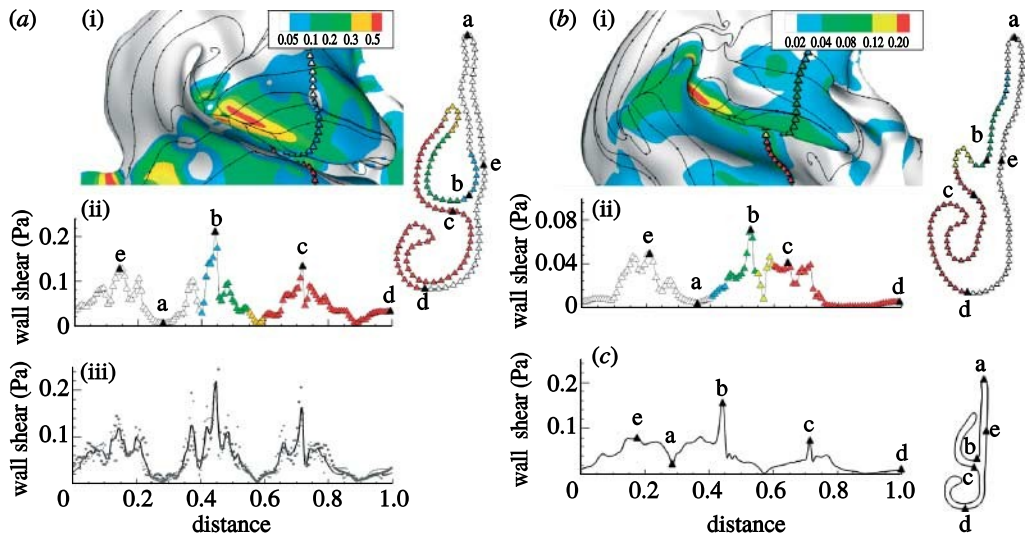 (a) (i)
0.05 0.1 0.2 0.3 0.5
a
b
e
c
d
(ii)
wall shear (Pa)
0.2
0.1
0
e
a
b
c
d
(iii)
wall shear (Pa)
0.2
0.1
0 0.2 0.4 0.6 0.8 1.0
distance
(b) (i)
0.02 0.04 0.08 0.12 0.20
a
b
e
c
d
(ii)
wall shear (Pa)
0.08
0.04
0
e
a
b
c
d
(c)
wall shear (Pa)
0.2
0.1
e
a
b
c
d
0 0.2 0.4 0.6 0.8 1.0
distance
a
e
b
c
d